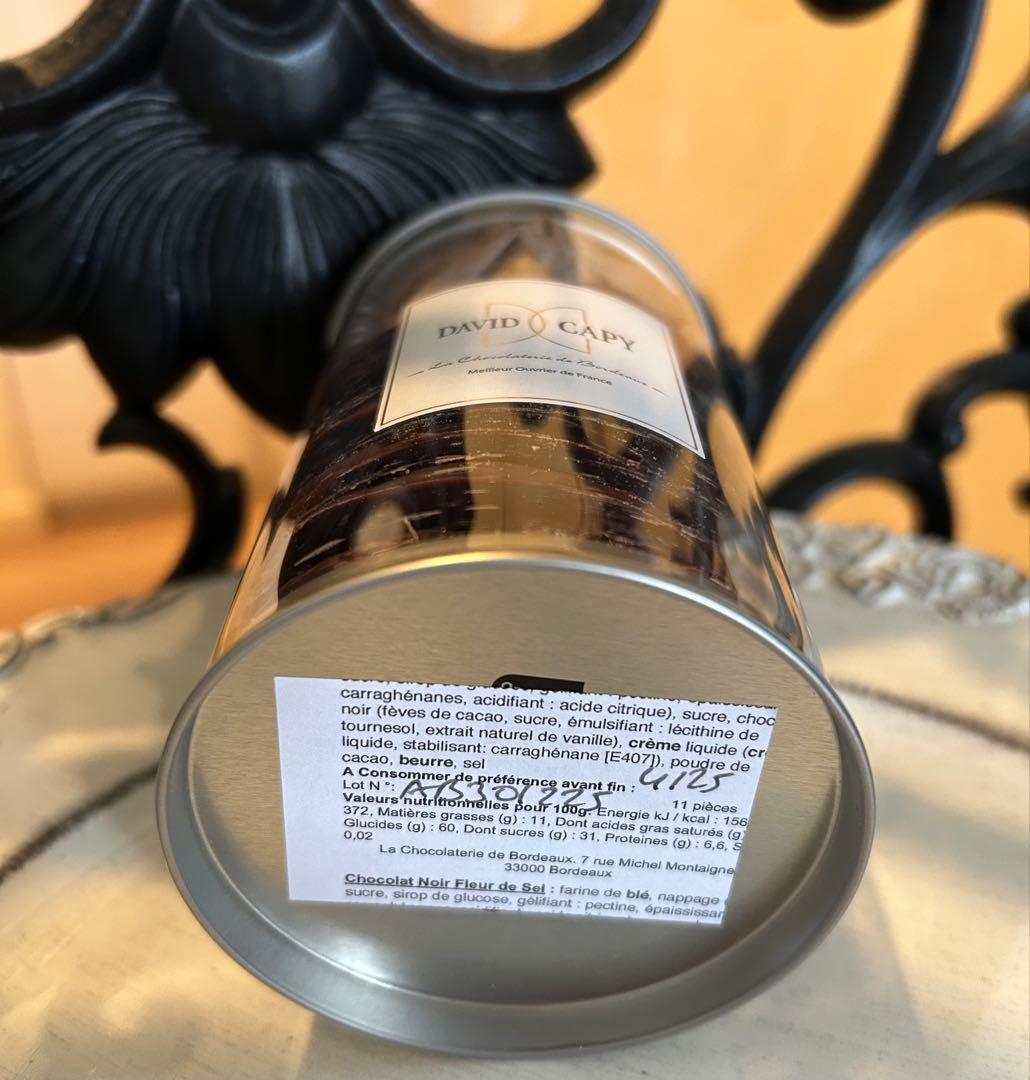 DAVID CAPY
La Chocolaterie de Bordeaux
Meilleur Ouvrier de France
carraghénanes, acidifiant : acide citrique), sucre, choc
noir (fèves de cacao, sucre, émulsifiant : lécithine de
tournesol, extrait naturel de vanille), crème liquide (cr
liquide, stabilisant: carraghénane [E407]), poudre de
cacao, beurre, sel
A Consommer de préférence avant fin : 4/25
Lot N°: 11 pièces
Valeurs nutritionnelles pour 100g: Energie kJ / kcal : 156
372, Matières grasses (g) : 11, Dont acides gras saturés (g)
Glucides (g) : 60, Dont sucres (g) : 31, Proteines (g) : 6,6, S
0,02
La Chocolaterie de Bordeaux. 7 rue Michel Montaigne
33000 Bordeaux
Chocolat Noir Fleur de Sel : farine de blé, nappage
sucre, sirop de glucose, gélifiant : pectine, épaississan